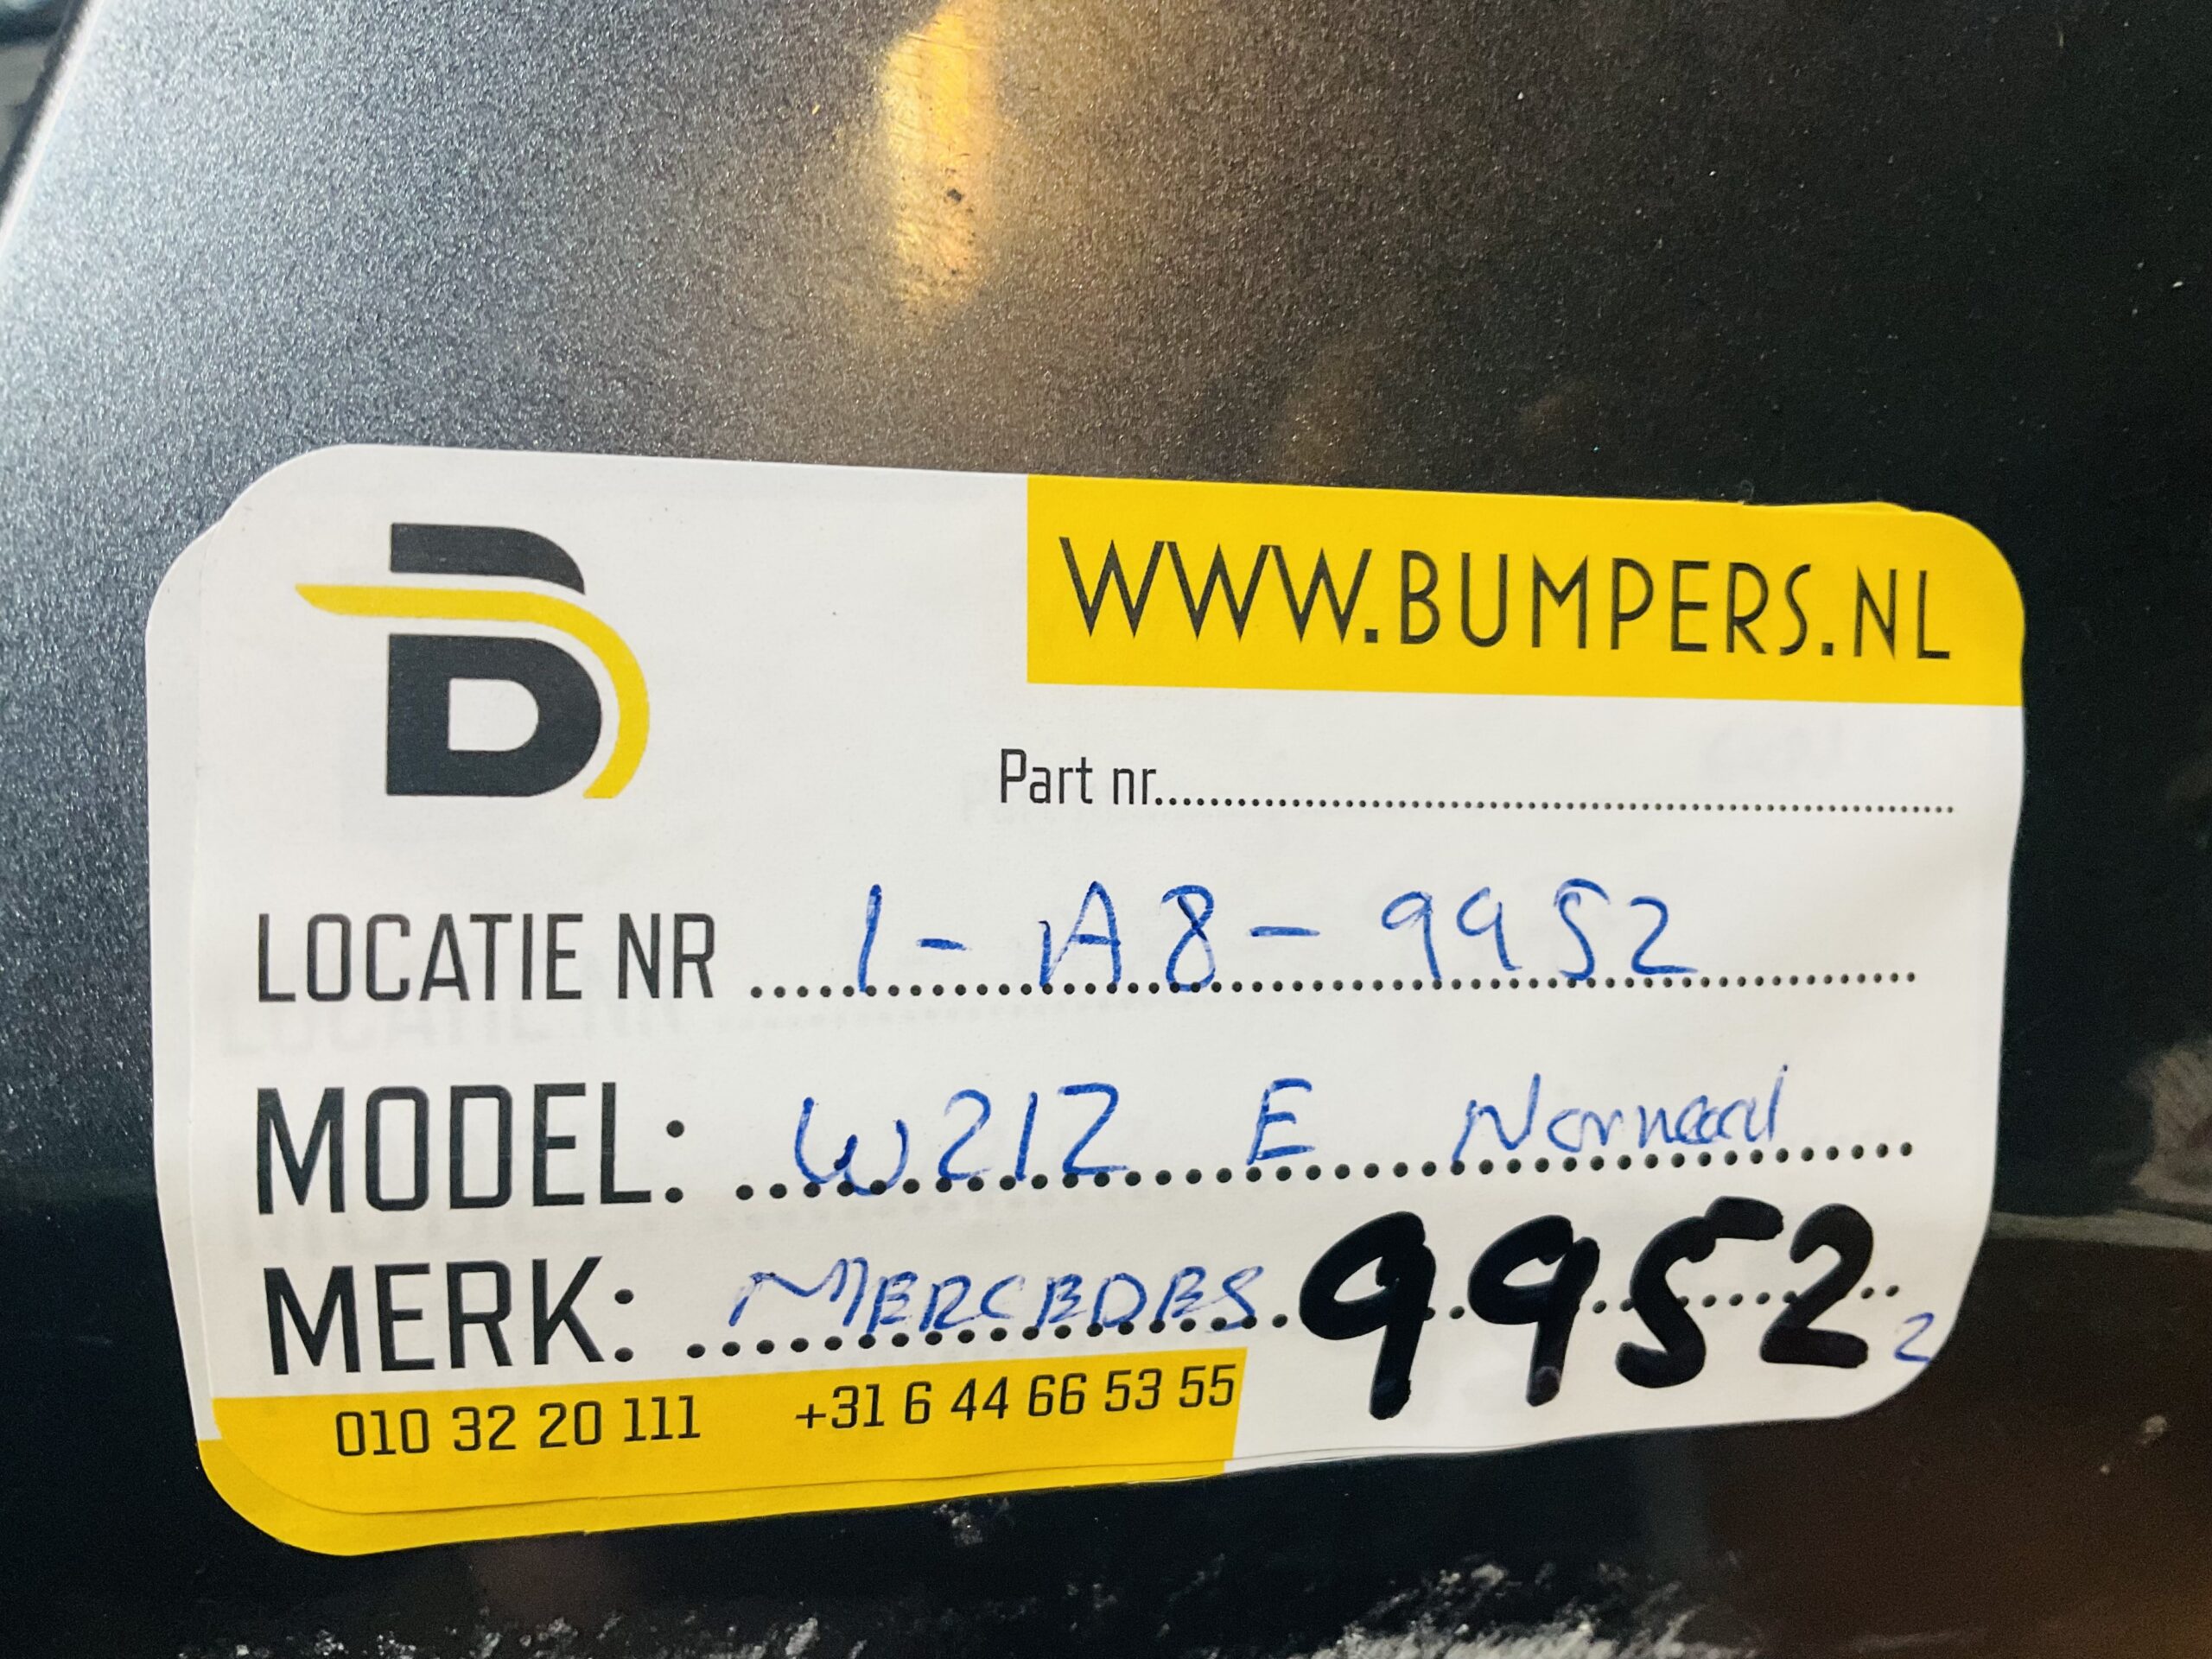 B
WWW.BUMPERS.NL
Part nr.......................................................
LOCATIE NR 1-A8-9952
MODEL: W212 E Normaal
MERK: MERCEDES 9952 2
010 32 20 111 +31 6 44 66 53 55